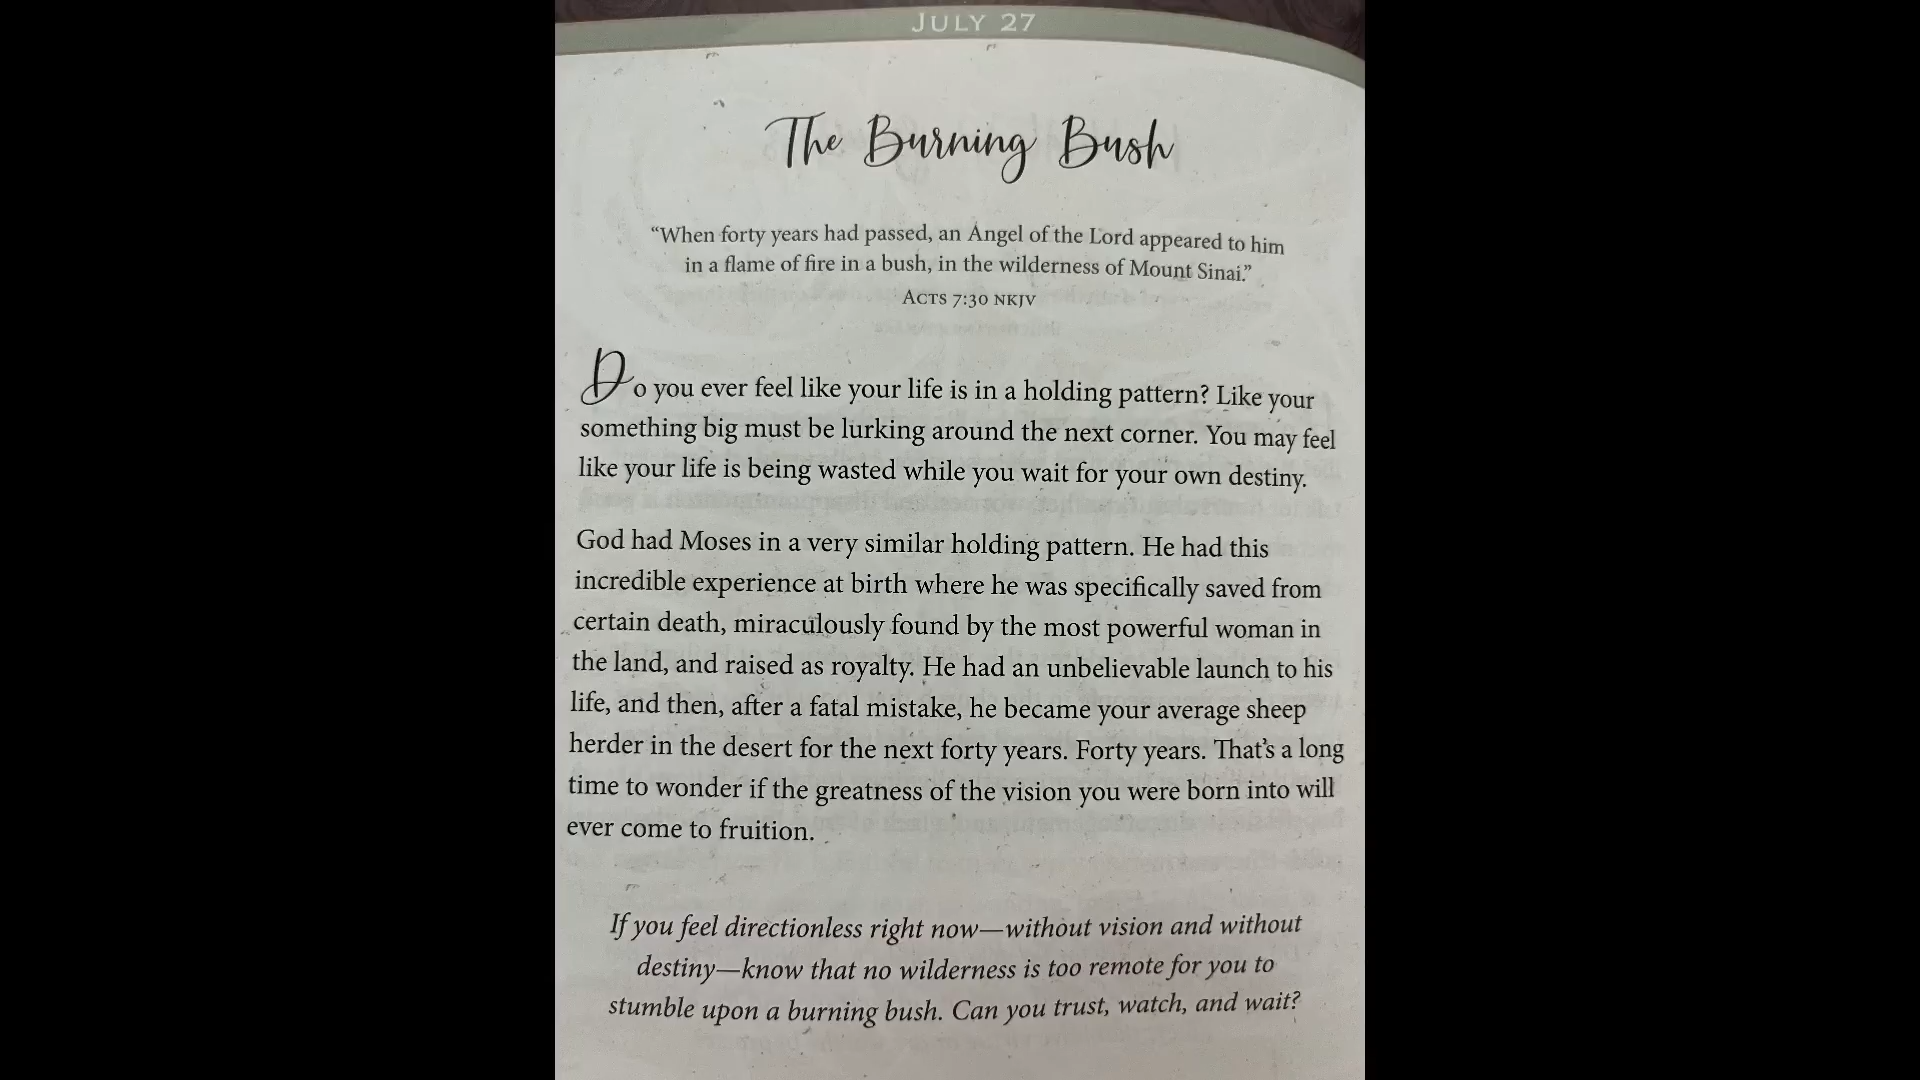 JULY 27
The Burning Bush
“When forty years had passed, an Angel of the Lord appeared to him
in a flame of fire in a bush, in the wilderness of Mount Sinai.”
ACTS 7:30 NKJV
Do you ever feel like your life is in a holding pattern? Like your
something big must be lurking around the next corner. You may feel
like your life is being wasted while you wait for your own destiny.
God had Moses in a very similar holding pattern. He had this
incredible experience at birth where he was specifically saved from
certain death, miraculously found by the most powerful woman in
the land, and raised as royalty. He had an unbelievable launch to his
life, and then, after a fatal mistake, he became your average sheep
herder in the desert for the next forty years. Forty years. That’s a long
time to wonder if the greatness of the vision you were born into will
ever come to fruition.
If you feel directionless right now—without vision and without
destiny—know that no wilderness is too remote for you to
stumble upon a burning bush. Can you trust, watch, and wait?